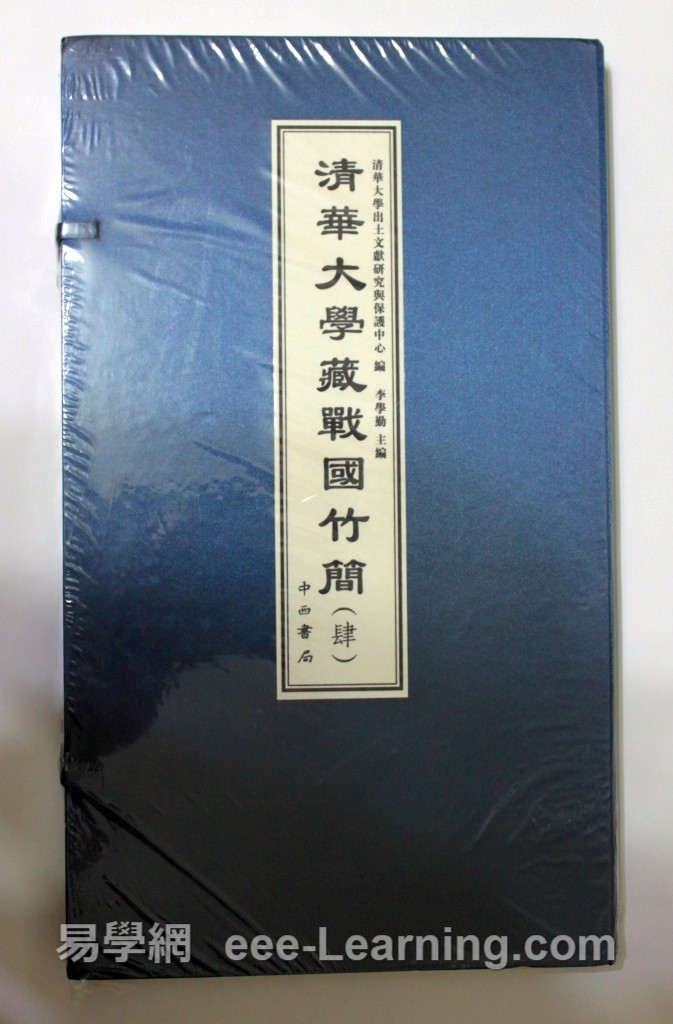 清華大學出土文獻研究與保護中心 編　李學勤 主編
清華大學藏戰國竹簡（肆）
中西書局
易學網 eee-Learning.com